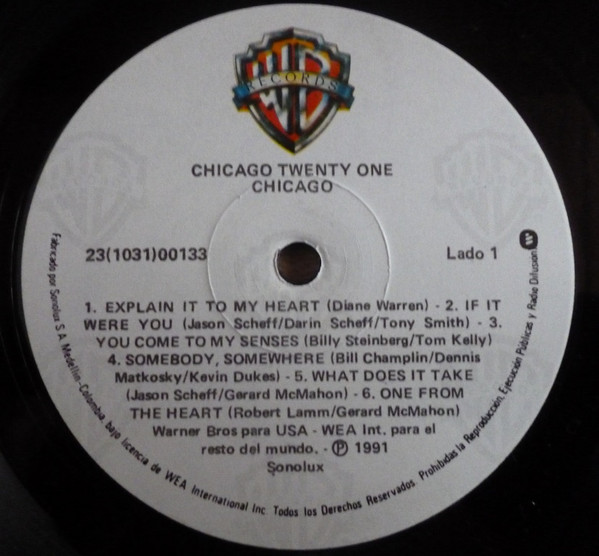 RECORDS
CHICAGO TWENTY ONE
CHICAGO
23(1031)00133
Lado 1
1. EXPLAIN IT TO MY HEART (Diane Warren) - 2. IF IT
WERE YOU (Jason Scheff/Darin Scheff/Tony Smith) - 3.
YOU COME TO MY SENSES (Billy Steinberg/Tom Kelly)
4. SOMEBODY, SOMEWHERE (Bill Champlin/Dennis
Matkosky/Kevin Dukes) - 5. WHAT DOES IT TAKE
(Jason Scheff/Gerard McMahon) - 6. ONE FROM
THE HEART (Robert Lamm/Gerard McMahon)
Warner Bros para USA - WEA Int. para el
resto del mundo. - Ⓟ 1991
Sonolux
Fabricado por Sonolux S.A. Medellín-Colombia, bajo licencia de WEA International Inc. Todos los Derechos Reservados. Prohibidas la Reproducción, Ejecución Públicas y Radio Difusión